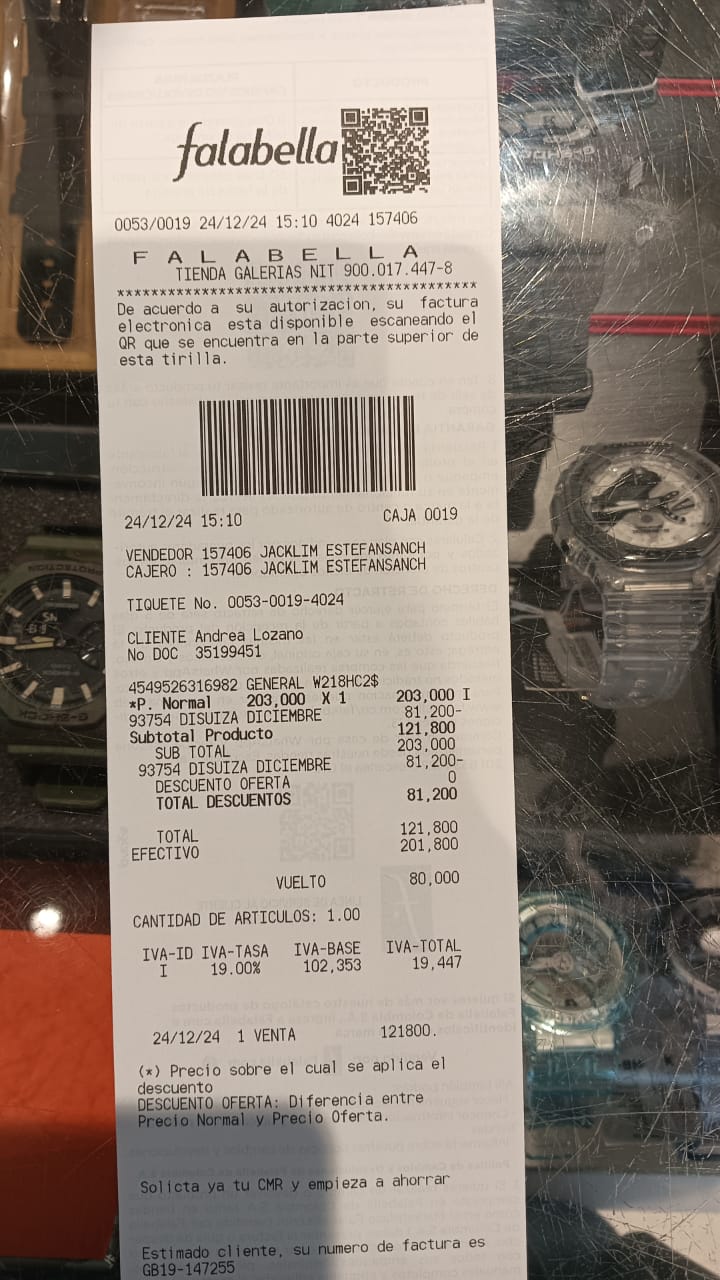 falabella
0053/0019 24/12/24 15:10 4024 157406
F A L A B E L L A
TIENDA GALERIAS NIT 900.017.447-8
*******************************************
De acuerdo a su autorizacion, su factura
electronica esta disponible escaneando el
QR que se encuentra en la parte superior de
esta tirilla.
24/12/24 15:10 CAJA 0019
VENDEDOR 157406 JACKLIM ESTEFANSANCH
CAJERO : 157406 JACKLIM ESTEFANSANCH
TIQUETE No. 0053-0019-4024
CLIENTE Andrea Lozano
No DOC 35199451
4549526316982 GENERAL W218HC2$
*P. Normal 203,000 X 1 203,000 I
93754 DISUIZA DICIEMBRE 81,200-
Subtotal Producto 121,800
SUB TOTAL 203,000
93754 DISUIZA DICIEMBRE 81,200-
DESCUENTO OFERTA 0
TOTAL DESCUENTOS 81,200
TOTAL 121,800
EFECTIVO 201,800
VUELTO 80,000
CANTIDAD DE ARTICULOS: 1.00
IVA-ID IVA-TASA IVA-BASE IVA-TOTAL
I 19.00% 102,353 19,447
24/12/24 1 VENTA 121800.
(*) Precio sobre el cual se aplica el
descuento
DESCUENTO OFERTA: Diferencia entre
Precio Normal y Precio Oferta.
Solicta ya tu CMR y empieza a ahorrar
Estimado cliente, su numero de factura es
GB19-147255